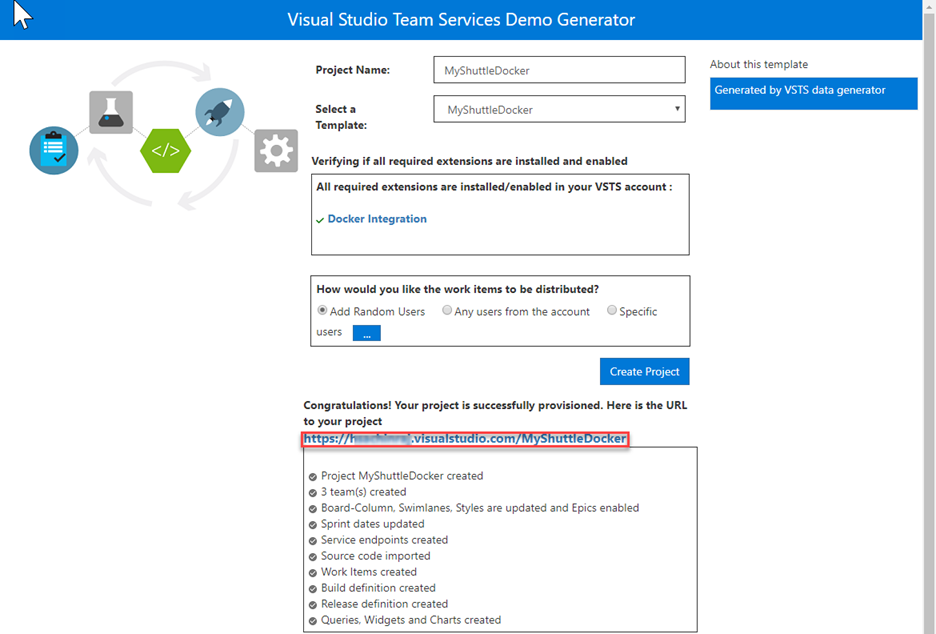 Visual Studio Team Services Demo Generator
Project Name:
MyShuttleDocker
About this template
Generated by VSTS data generator
Select a
Template:
MyShuttleDocker
</>
Verifying if all required extensions are installed and enabled
All required extensions are installed/enabled in your VSTS account :
Docker Integration
How would you like the work items to be distributed?
Add Random Users Any users from the account Specific
users ...
Create Project
Congratulations! Your project is successfully provisioned. Here is the URL
to your project
https:// .visualstudio.com/MyShuttleDocker
Project MyShuttleDocker created
3 team(s) created
Board-Column, Swimlanes, Styles are updated and Epics enabled
Sprint dates updated
Service endpoints created
Source code imported
Work Items created
Build definition created
Release definition created
Queries, Widgets and Charts created